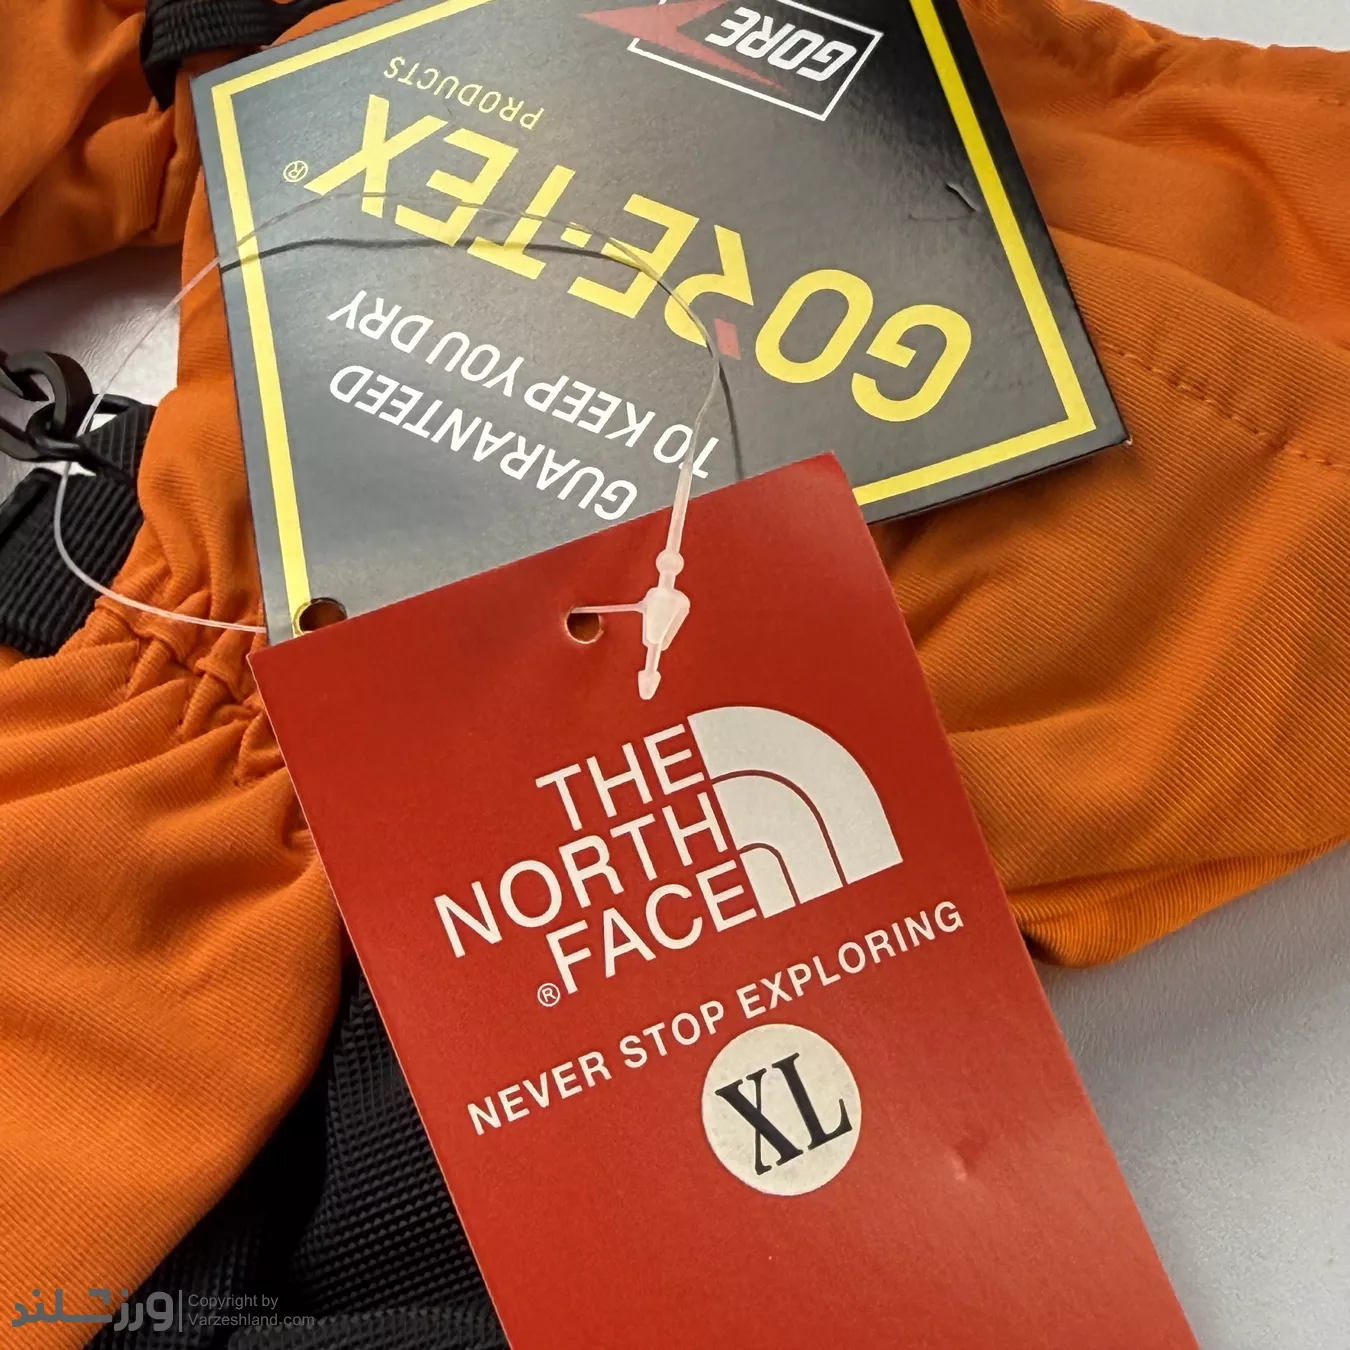 GORE
GORE-TEX®
PRODUCTS
GUARANTEED
TO KEEP YOU DRY
THE
NORTH
FACE®
NEVER STOP EXPLORING
XL
ورزشلند
Copyright by
Varzeshland.com